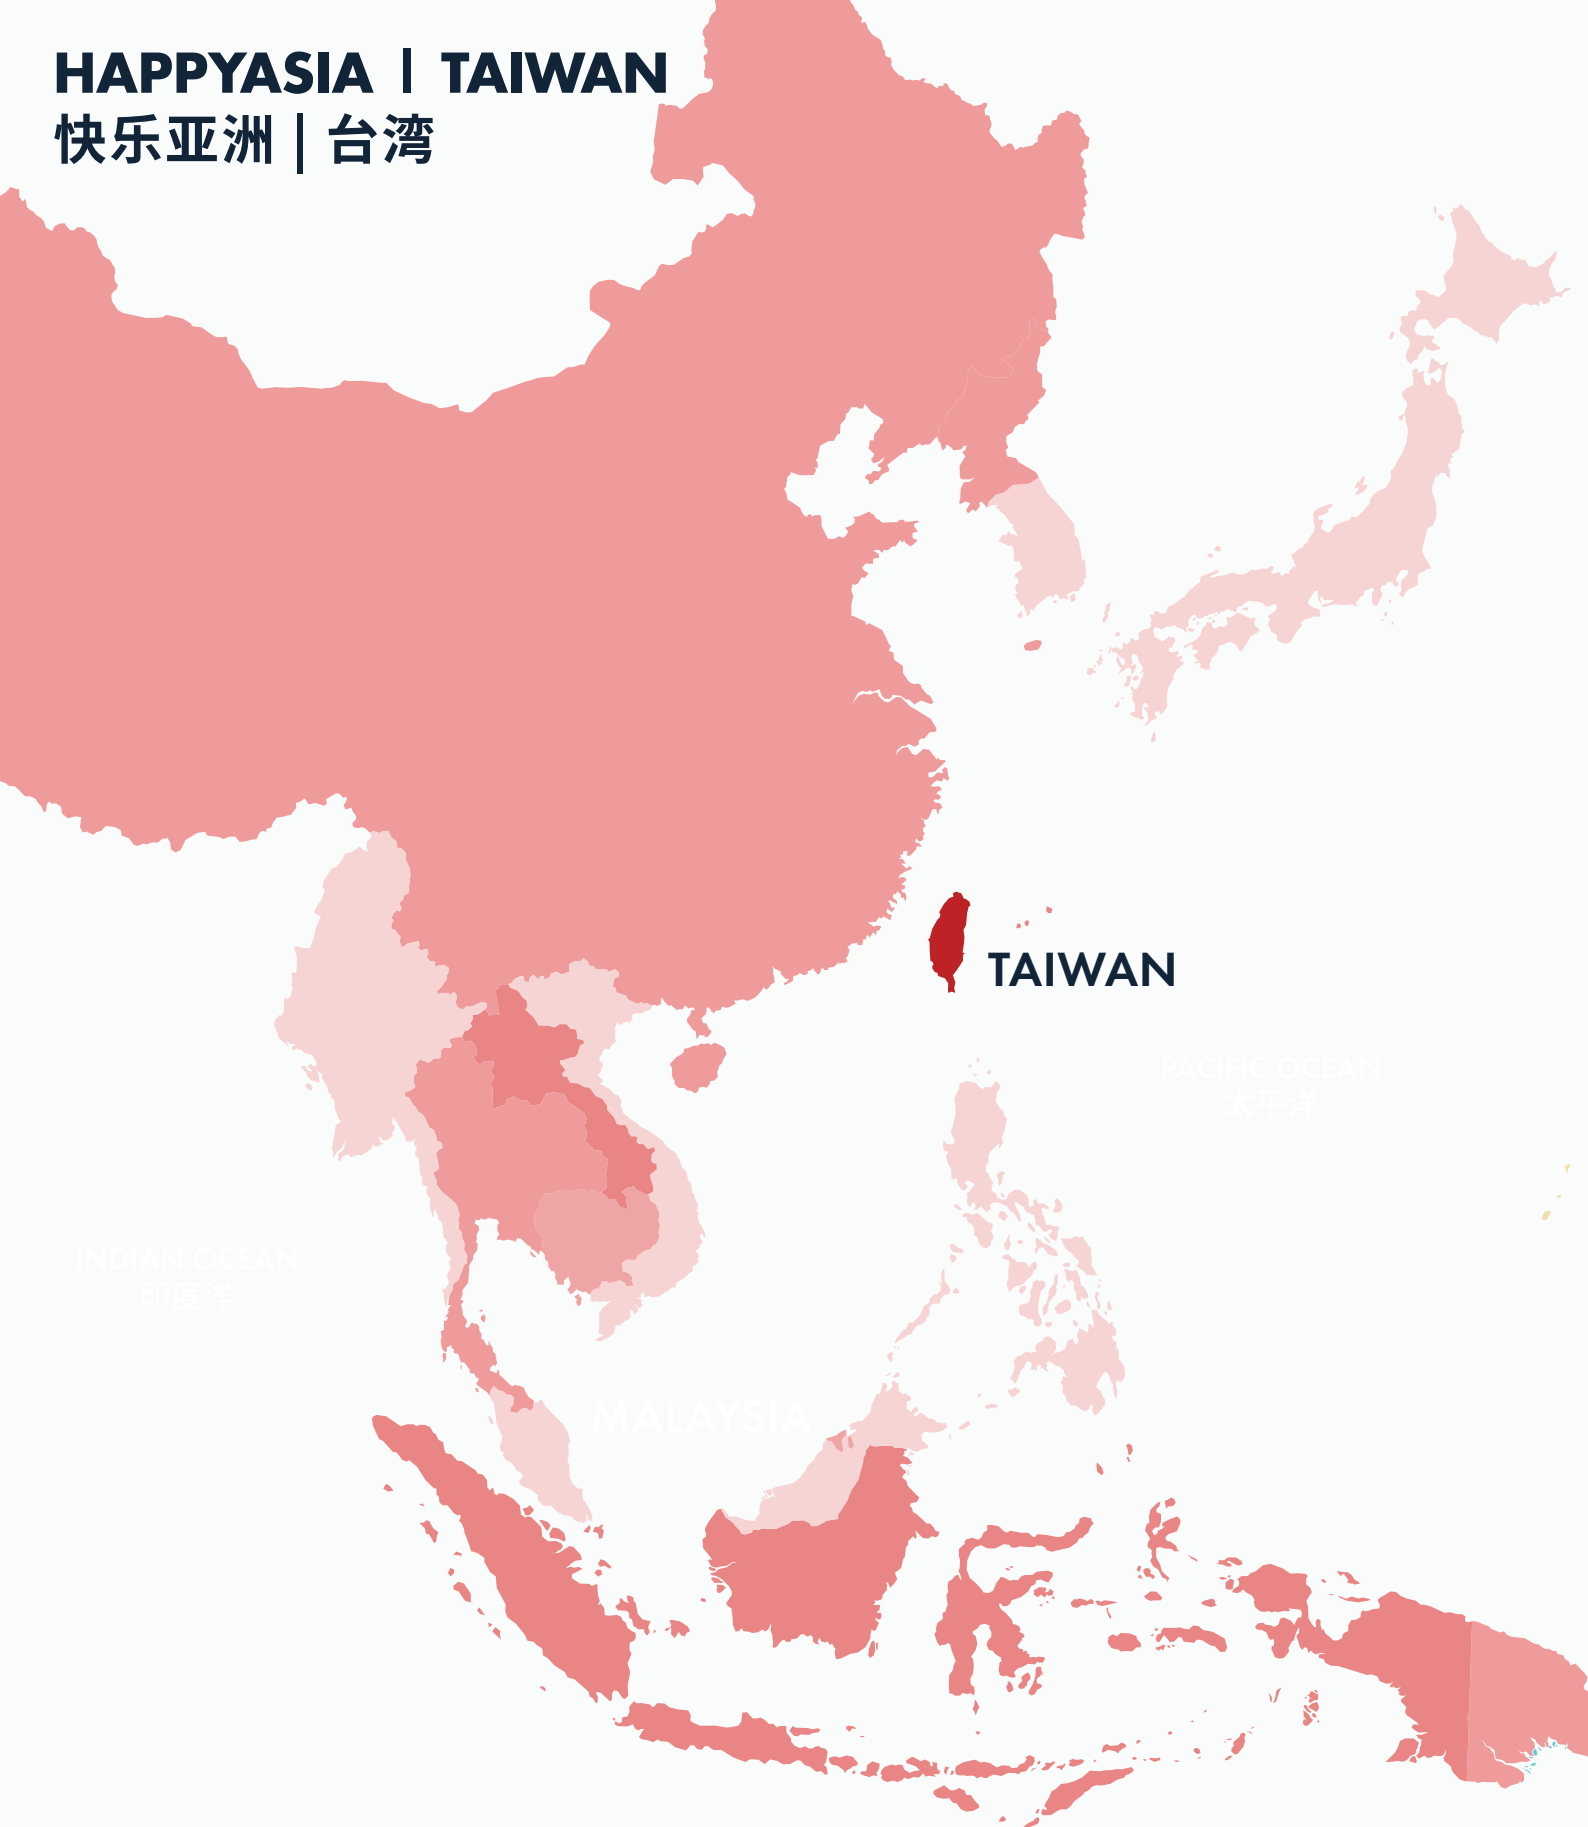 HAPPYASIA | TAIWAN
快乐亚洲 | 台湾
TAIWAN
PACIFIC OCEAN
太平洋
INDIAN OCEAN
印度洋
MALAYSIA